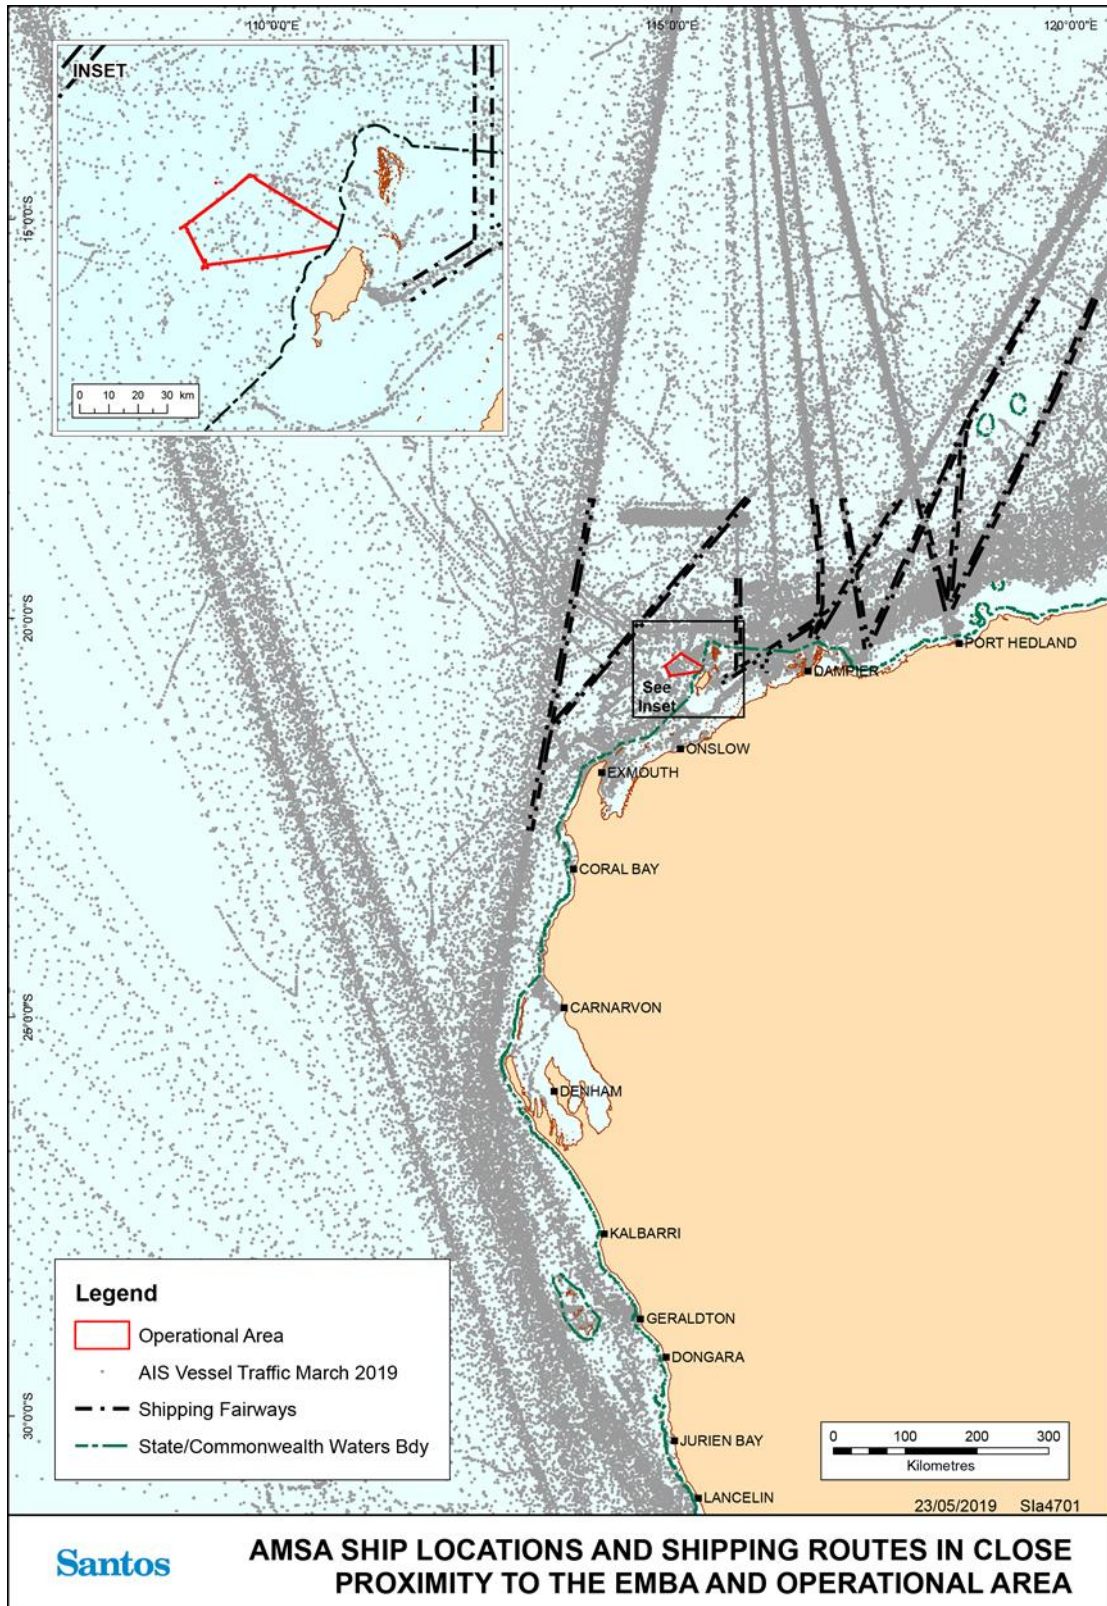 110°0'0"E
115°0'0"E
120°0'0"E
INSET
15°0'0"S
0 10 20 30 km
20°0'0"S
See
Inset
PORT HEDLAND
DAMPIER
ONSLOW
EXMOUTH
CORAL BAY
25°0'0"S
CARNARVON
DENHAM
KALBARRI
GERALDTON
DONGARA
JURIEN BAY
LANCELIN
30°0'0"S
Legend
Operational Area
AIS Vessel Traffic March 2019
Shipping Fairways
State/Commonwealth Waters Bdy
0 100 200 300
Kilometres
23/05/2019 Sla4701
Santos
AMSA SHIP LOCATIONS AND SHIPPING ROUTES IN CLOSE
PROXIMITY TO THE EMBA AND OPERATIONAL AREA